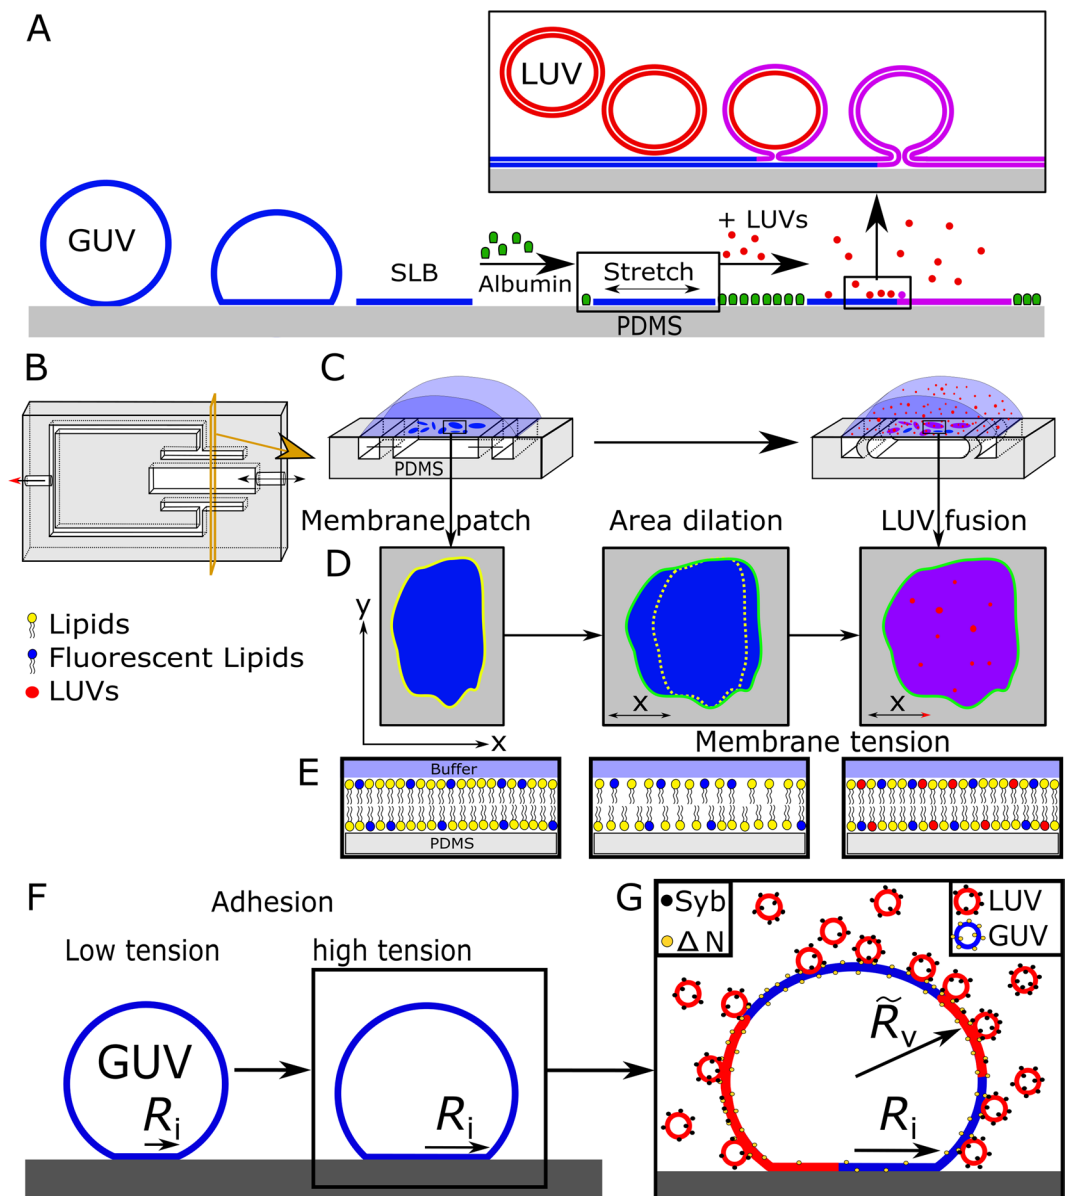 A
LUV
GUV
SLB
Albumin
Stretch
+ LUVs
PDMS
B
C
PDMS
Membrane patch
Area dilation
LUV fusion
D
y
x
x
x
Lipids
Fluorescent Lipids
LUVs
Membrane tension
E
Buffer
PDMS
F
Adhesion
Low tension
high tension
GUV
Rᵢ
Rᵢ
G
Syb
Δ N
LUV
GUV
R̃ᵥ
Rᵢ